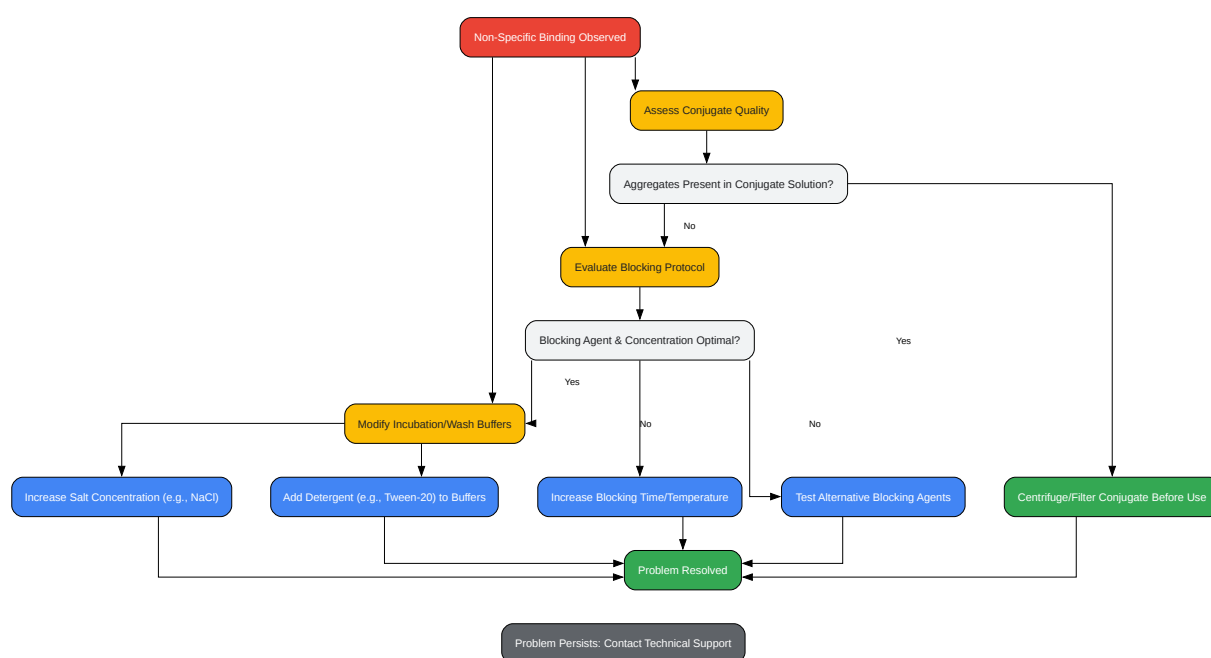 Non-Specific Binding Observed
Assess Conjugate Quality
Aggregates Present in Conjugate Solution?
No
Evaluate Blocking Protocol
Blocking Agent & Concentration Optimal?
Yes
Yes
Modify Incubation/Wash Buffers
No
No
Increase Salt Concentration (e.g., NaCl)
Add Detergent (e.g., Tween-20) to Buffers
Increase Blocking Time/Temperature
Test Alternative Blocking Agents
Centrifuge/Filter Conjugate Before Use
Problem Resolved
Problem Persists: Contact Technical Support